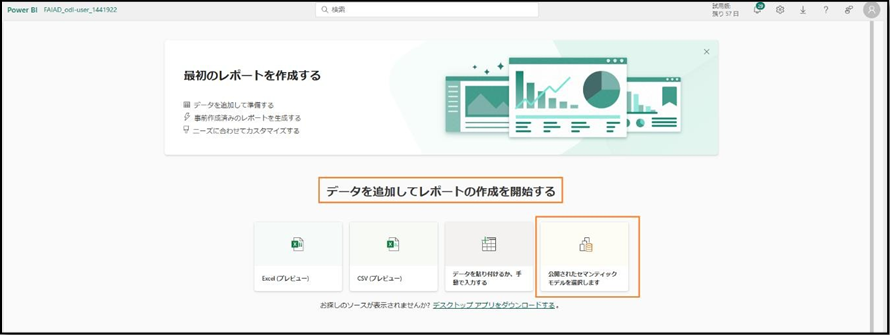 Power BI FAIAD_odl-user_1441922
検索
試用版:
残り 57 日
最初のレポートを作成する
データを追加して準備する
事前作成済みのレポートを生成する
ニーズに合わせてカスタマイズする
データを追加してレポートの作成を開始する
Excel (プレビュー)
CSV (プレビュー)
データを貼り付けるか、手
動で入力する
公開されたセマンティック
モデルを選択します
お探しのソースが表示されませんか? デスクトップ アプリをダウンロードする。